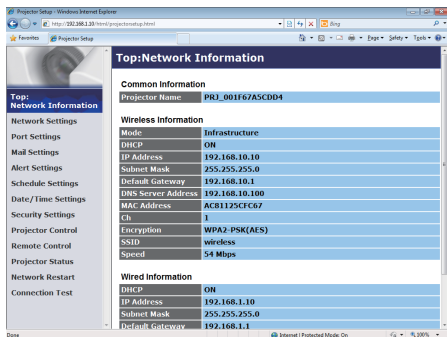 Projector Setup - Windows Internet Explorer
http://192.168.1.10/html/projectorsetup.html
Bing
Favorites Projector Setup
Page Safety Tools
Top:Network Information
Common Information
Projector Name PRJ_001F67A5CDD4
Wireless Information
Mode Infrastructure
DHCP ON
IP Address 192.168.10.10
Subnet Mask 255.255.255.0
Default Gateway 192.168.10.1
DNS Server Address 192.168.10.100
MAC Address AC81125CFC67
Ch 1
Encryption WPA2-PSK(AES)
SSID wireless
Speed 54 Mbps
Wired Information
DHCP ON
IP Address 192.168.1.10
Subnet Mask 255.255.255.0
Default Gateway 192.168.1.1
Top:
Network Information
Network Settings
Port Settings
Mail Settings
Alert Settings
Schedule Settings
Date/Time Settings
Security Settings
Projector Control
Remote Control
Projector Status
Network Restart
Connection Test
Done Internet | Protected Mode: On 100%